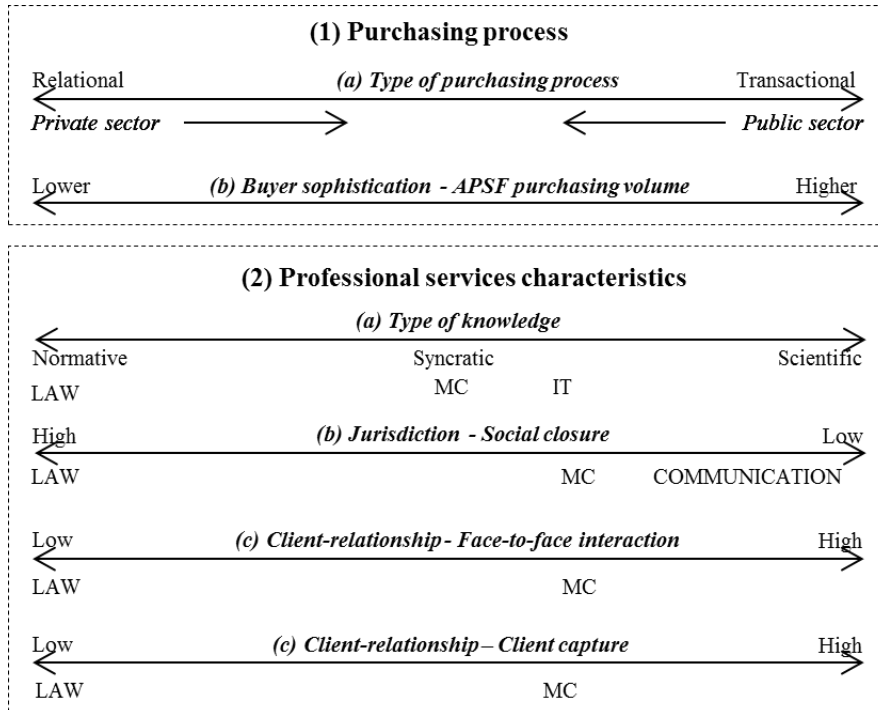 (1) Purchasing process
Relational (a) Type of purchasing process Transactional
Private sector Public sector
Lower (b) Buyer sophistication - APSF purchasing volume Higher
(2) Professional services characteristics
(a) Type of knowledge
Normative Syncratic Scientific
LAW MC IT
High (b) Jurisdiction - Social closure Low
LAW MC COMMUNICATION
Low (c) Client-relationship - Face-to-face interaction High
LAW MC
Low (c) Client-relationship – Client capture High
LAW MC